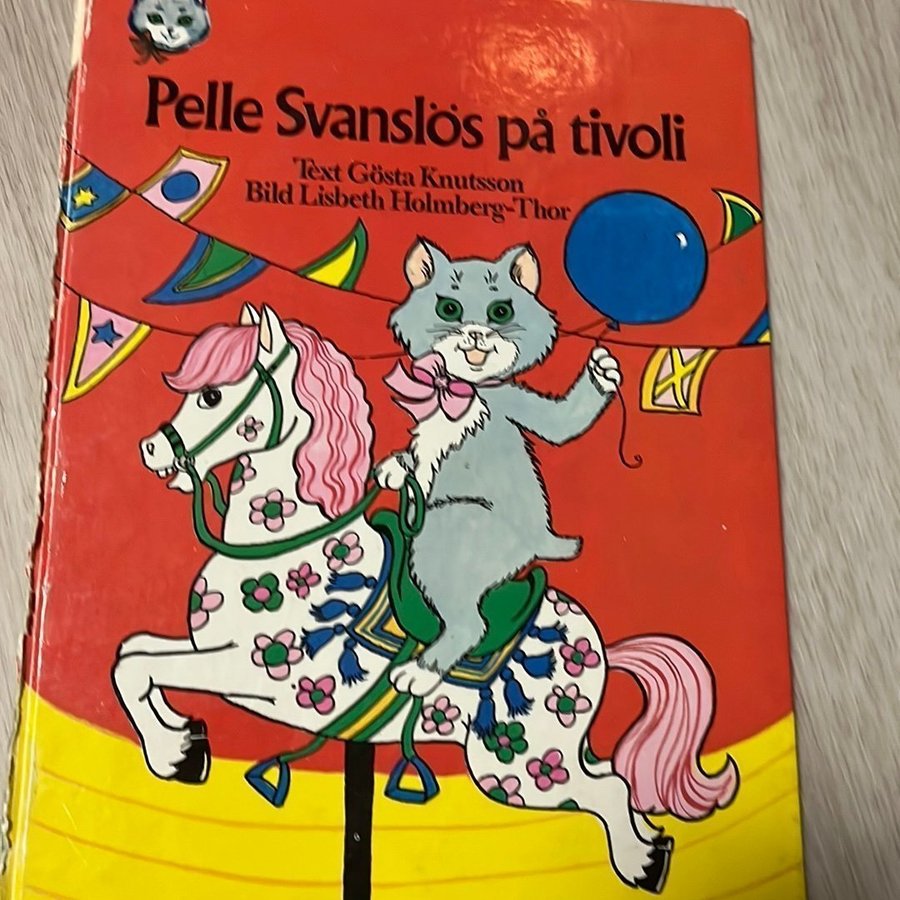 Pelle Svanslös på tivoli
Text Gösta Knutsson
Bild Lisbeth Holmberg-Thor